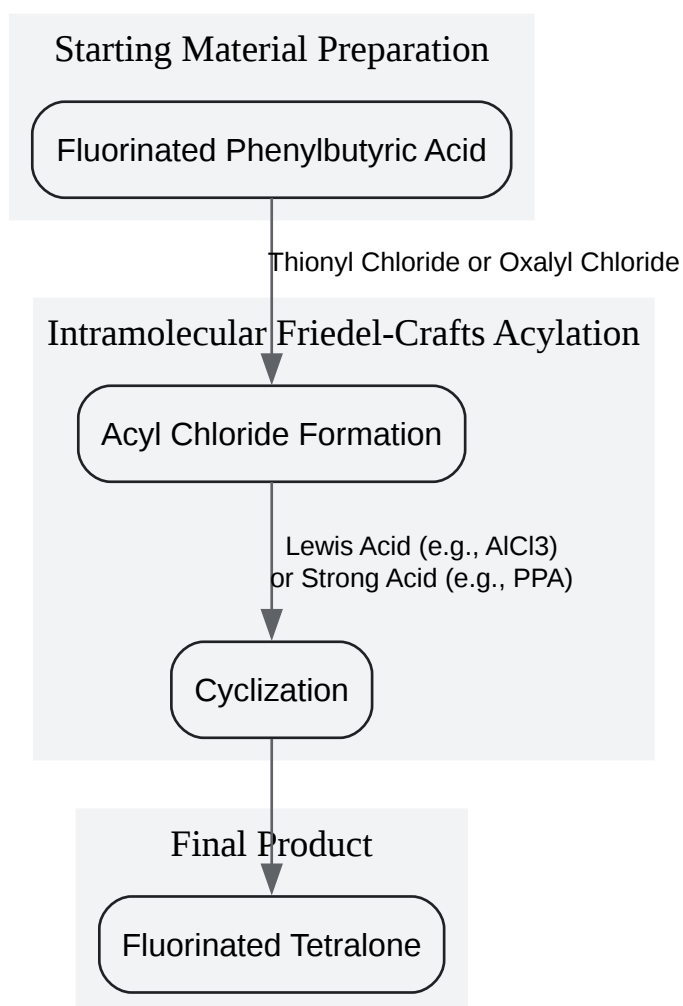 Starting Material Preparation
Fluorinated Phenylbutyric Acid
Thionyl Chloride or Oxalyl Chloride
Intramolecular Friedel-Crafts Acylation
Acyl Chloride Formation
Lewis Acid (e.g., AlCl3)
or Strong Acid (e.g., PPA)
Cyclization
Final Product
Fluorinated Tetralone